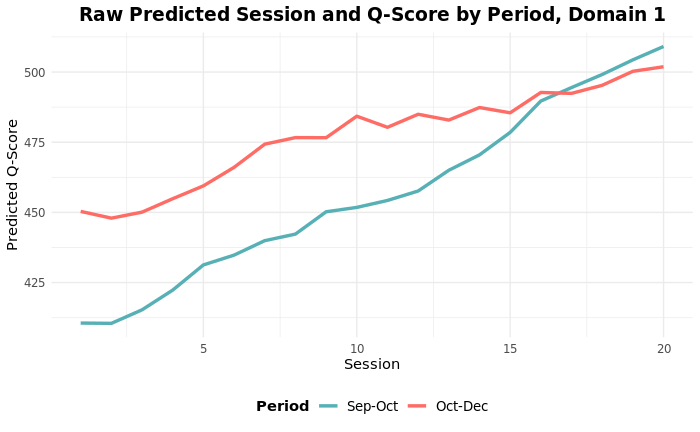 Raw Predicted Session and Q-Score by Period, Domain 1
Predicted Q-Score
500
475
450
425
5
10
15
20
Session
Period
Sep-Oct
Oct-Dec